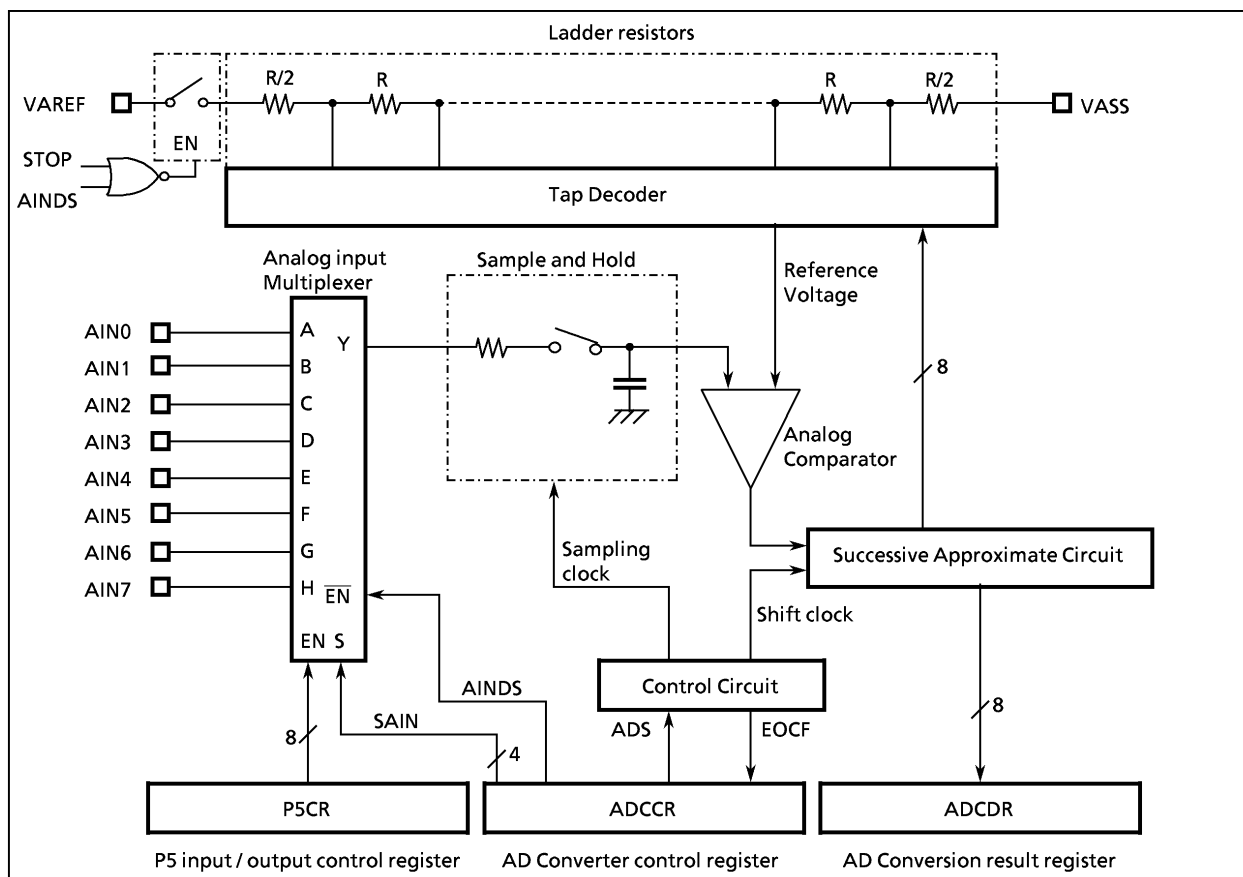 Ladder resistors
R/2
R
R
R/2
VAREF
VASS
EN
STOP
AINDS
Tap Decoder
Analog input
Multiplexer
Sample and Hold
Reference
Voltage
AIN0
A
Y
AIN1
B
8
AIN2
C
AIN3
D
Analog
Comparator
AIN4
E
AIN5
F
AIN6
G
Sampling
clock
Successive Approximate Circuit
AIN7
H
EN
Shift clock
EN S
Control Circuit
AINDS
SAIN
ADS
EOCF
8
8
4
P5CR
ADCCR
ADCDR
P5 input / output control register
AD Converter control register
AD Conversion result register